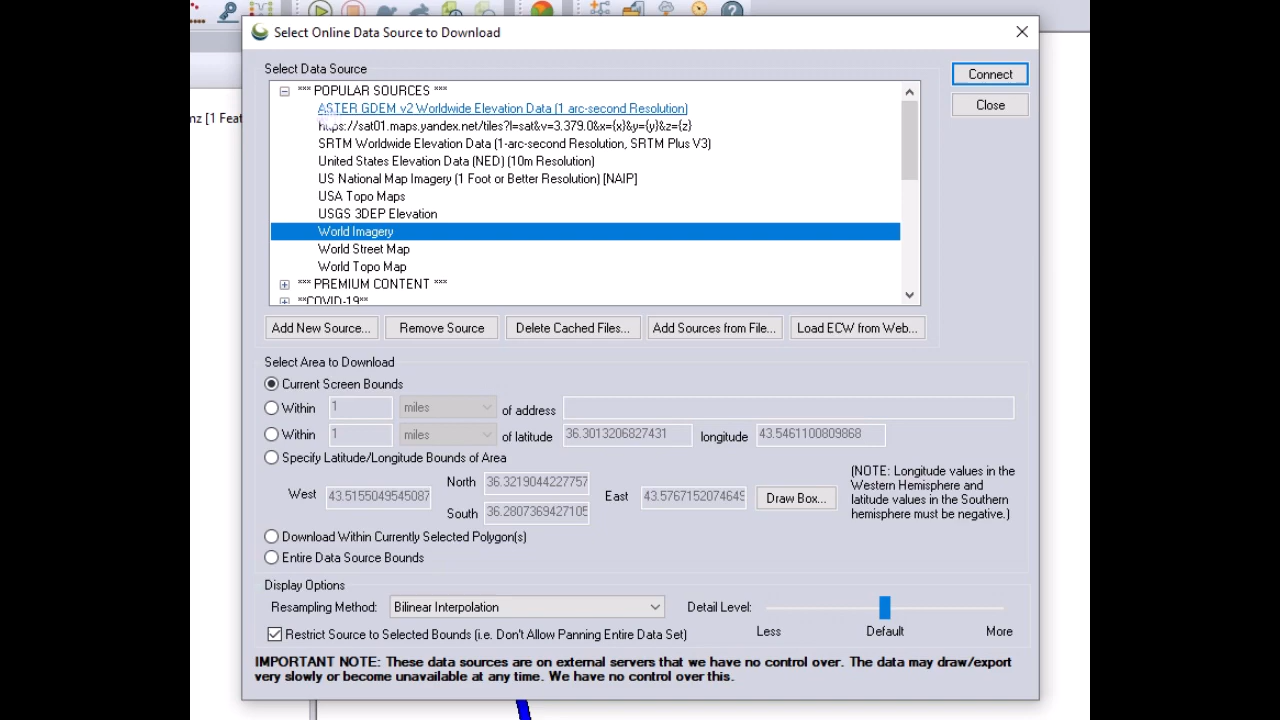 Select Online Data Source to Download
Select Data Source
*** POPULAR SOURCES ***
ASTER GDEM v2 Worldwide Elevation Data (1 arc-second Resolution)
https://sat01.maps.yandex.net/tiles?l=sat&v=3.379.0&x={x}&y={y}&z={z}
SRTM Worldwide Elevation Data (1-arc-second Resolution, SRTM Plus V3)
United States Elevation Data (NED) (10m Resolution)
US National Map Imagery (1 Foot or Better Resolution) [NAIP]
USA Topo Maps
USGS 3DEP Elevation
World Imagery
World Street Map
World Topo Map
*** PREMIUM CONTENT ***
**COVID-19**
Connect
Close
mz [1 Feat
Add New Source... Remove Source Delete Cached Files... Add Sources from File... Load ECW from Web...
Select Area to Download
Current Screen Bounds
Within 1 miles of address
Within 1 miles of latitude 36.3013206827431 longitude 43.5461100809868
Specify Latitude/Longitude Bounds of Area
North 36.3219044227757
West 43.5155049545087 East 43.5767152074649 Draw Box...
South 36.2807369427105
(NOTE: Longitude values in the
Western Hemisphere and
latitude values in the Southern
hemisphere must be negative.)
Download Within Currently Selected Polygon(s)
Entire Data Source Bounds
Display Options
Resampling Method: Bilinear Interpolation Detail Level:
Less Default More
Restrict Source to Selected Bounds (i.e. Don't Allow Panning Entire Data Set)
IMPORTANT NOTE: These data sources are on external servers that we have no control over. The data may draw/export
very slowly or become unavailable at any time. We have no control over this.